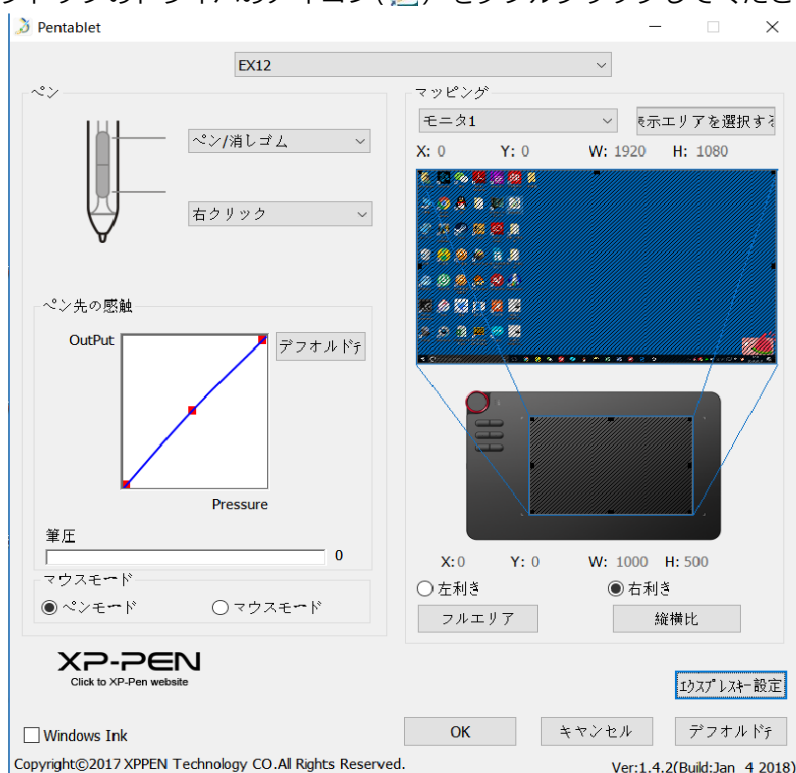 Pentablet
EX12
ペン
ペン/消しゴム
右クリック
ペン先の感触
OutPut
デフオルドﾃ
Pressure
筆圧
0
マウスモード
ペンモード
マウスモード
マッピング
モニタ1
表示エリアを選択する
X: 0 Y: 0 W: 1920 H: 1080
X: 0 Y: 0 W: 1000 H: 500
左利き
右利き
フルエリア
縦横比
XP-PEN
Click to XP-Pen website
ｴｸｽﾌﾟﾚｽｷｰ設定
Windows Ink
OK
キャンセル
デフオルドﾃ
Copyright©2017 XPPEN Technology CO.All Rights Reserved.
Ver:1.4.2(Build:Jan 4 2018)